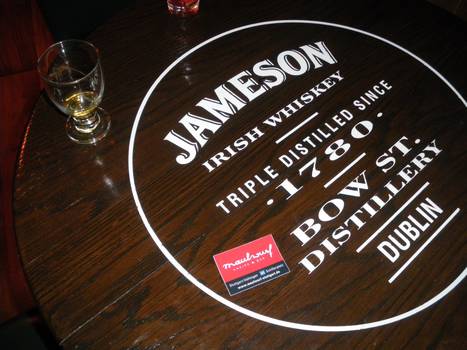 JAMESON
IRISH WHISKEY
TRIPLE DISTILLED SINCE
·1780·
BOW ST.
DISTILLERY
DUBLIN
maulwurf